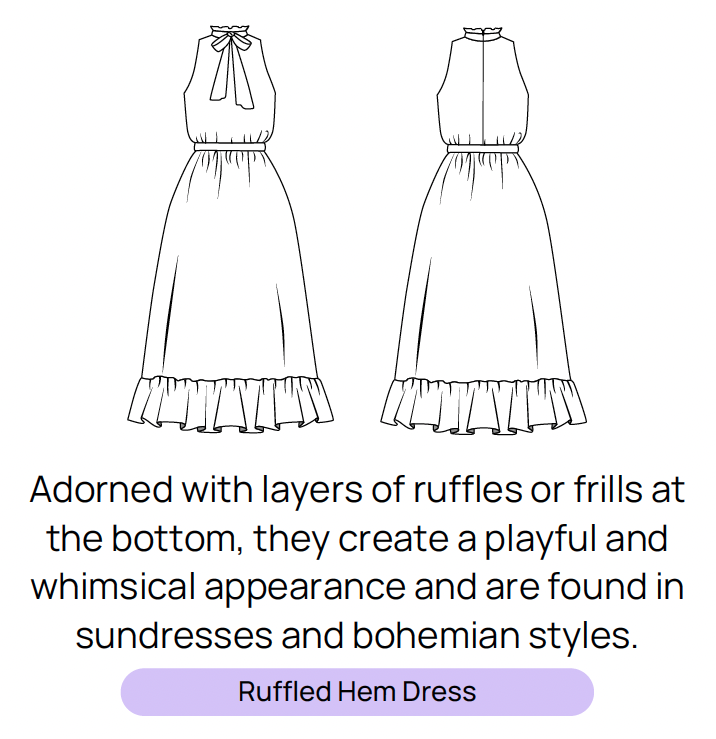 Adorned with layers of ruffles or frills at
the bottom, they create a playful and
whimsical appearance and are found in
sundresses and bohemian styles.
Ruffled Hem Dress